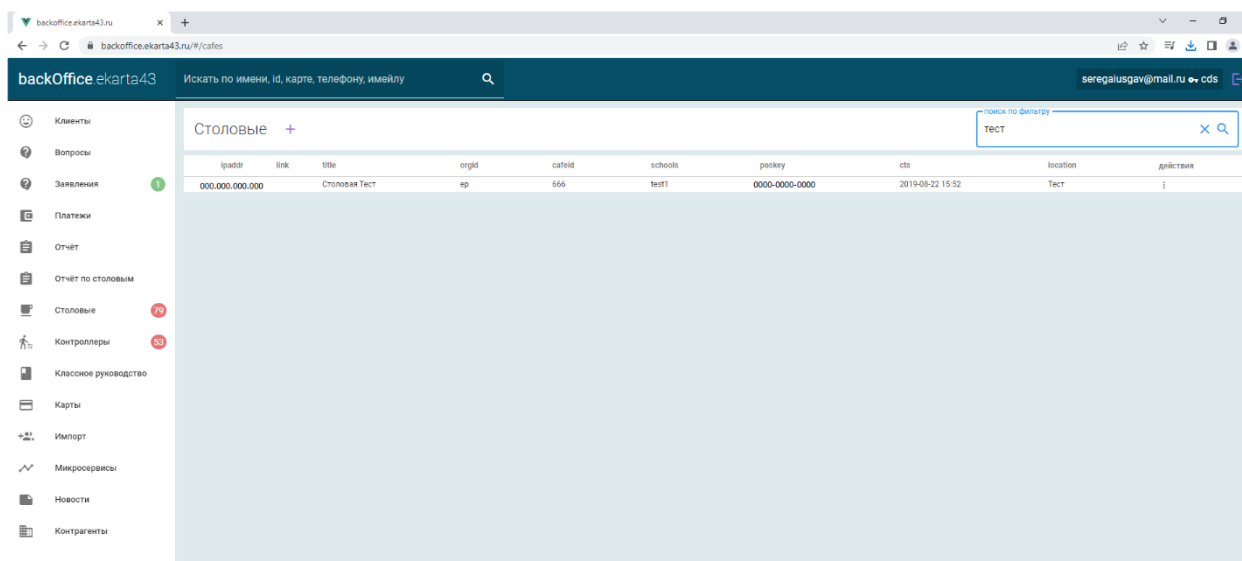 backoffice.ekarta43.ru
backoffice.ekarta43.ru/#/cafes
backOffice.ekarta43 Искать по имени, id, карте, телефону, имейлу seregaiusgav@mail.ru cds
Клиенты
Вопросы
Заявления 1
Платежи
Отчёт
Отчёт по столовым
Столовые 79
Контроллеры 53
Классное руководство
Карты
Импорт
Микросервисы
Новости
Контрагенты
Столовые +
поиск по фильтру
тест
ipaddr link title orgid cafeid schools poskey cts location действия
000.000.000.000 Столовая Тест ep 666 test1 0000-0000-0000 2019-08-22 15:52 Тест